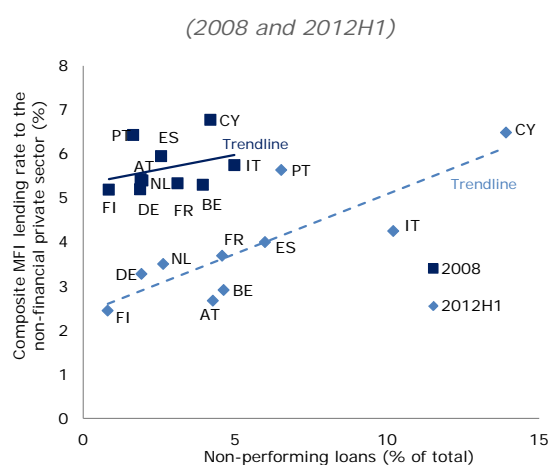 (2008 and 2012H1)
Composite MFI lending rate to the
non-financial private sector (%)
8
7
6
5
4
3
2
1
0
PT
ES
CY
Trendline
AT
NL
IT
FI
DE
FR
BE
PT
CY
Trendline
IT
FR
ES
NL
DE
BE
AT
FI
2008
2012H1
0
5
10
15
Non-performing loans (% of total)